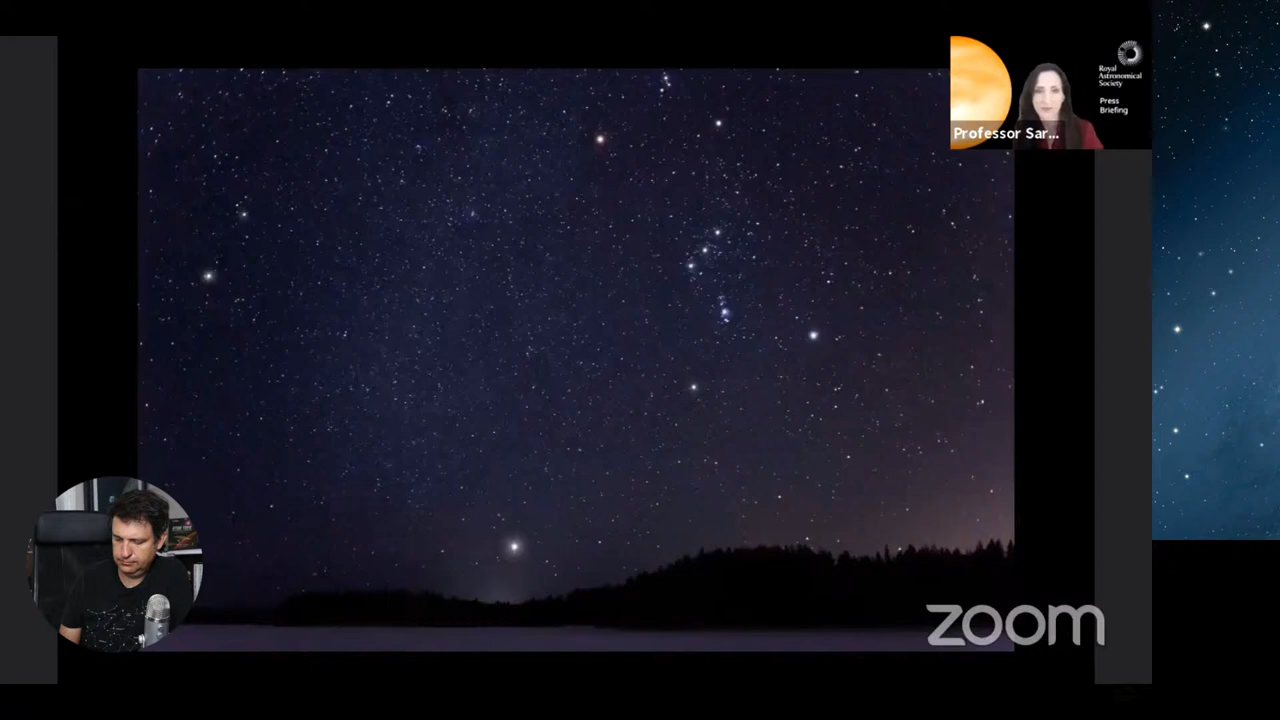 Royal
Astronomical
Society
Press
Briefing
Professor Sar...
zoom